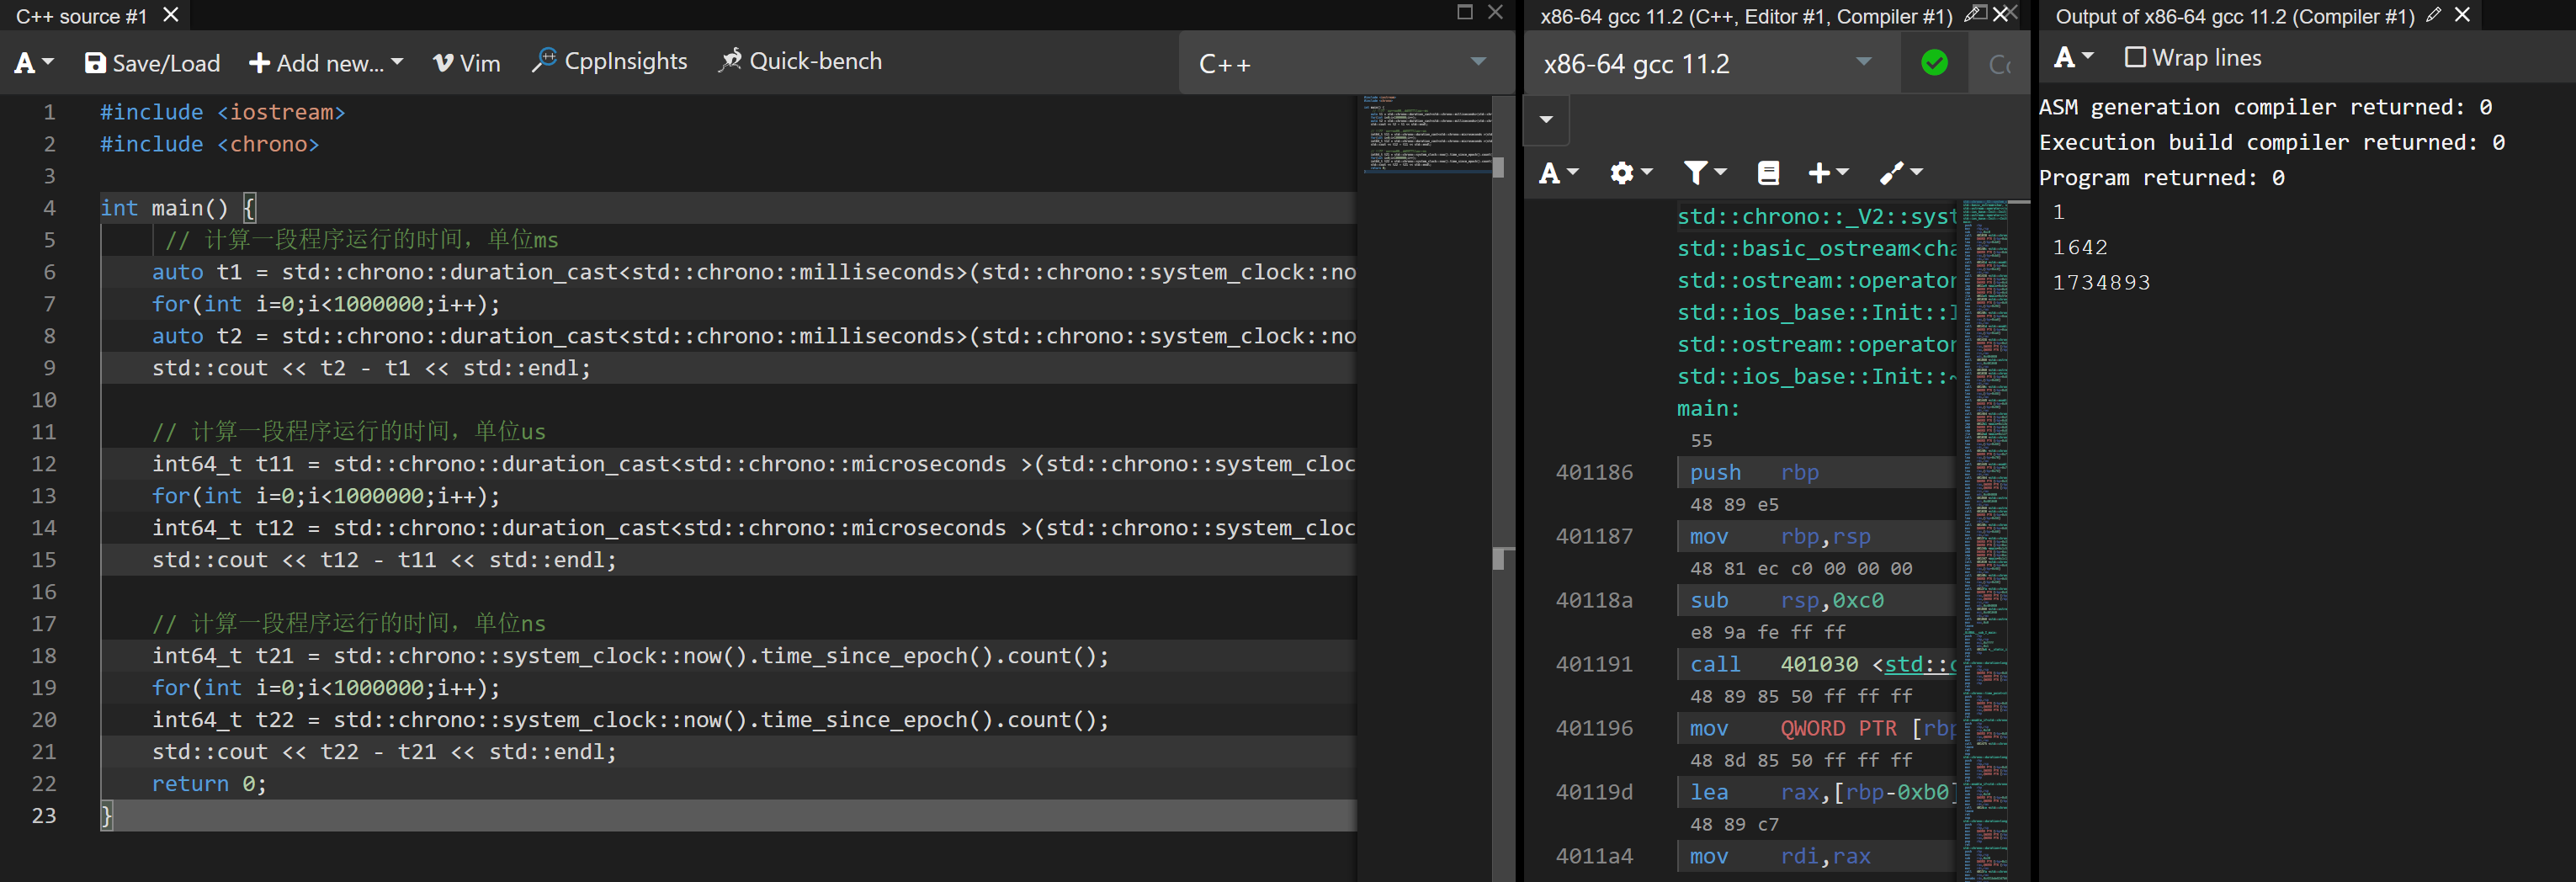 C++ source #1
A
Save/Load
Add new...
Vim
CppInsights
Quick-bench
C++
1 #include <iostream>
2 #include <chrono>
3
4 int main() {
5 // 计算一段程序运行的时间，单位ms
6 auto t1 = std::chrono::duration_cast<std::chrono::milliseconds>(std::chrono::system_clock::no
7 for(int i=0;i<1000000;i++);
8 auto t2 = std::chrono::duration_cast<std::chrono::milliseconds>(std::chrono::system_clock::no
9 std::cout << t2 - t1 << std::endl;
10
11 // 计算一段程序运行的时间，单位us
12 int64_t t11 = std::chrono::duration_cast<std::chrono::microseconds >(std::chrono::system_cloc
13 for(int i=0;i<1000000;i++);
14 int64_t t12 = std::chrono::duration_cast<std::chrono::microseconds >(std::chrono::system_cloc
15 std::cout << t12 - t11 << std::endl;
16
17 // 计算一段程序运行的时间，单位ns
18 int64_t t21 = std::chrono::system_clock::now().time_since_epoch().count();
19 for(int i=0;i<1000000;i++);
20 int64_t t22 = std::chrono::system_clock::now().time_since_epoch().count();
21 std::cout << t22 - t21 << std::endl;
22 return 0;
23 }
x86-64 gcc 11.2 (C++, Editor #1, Compiler #1)
x86-64 gcc 11.2
A
std::chrono::_V2::syst
std::basic_ostream<cha
std::ostream::operator
std::ios_base::Init::I
std::ostream::operator
std::ios_base::Init::~
main:
55
401186 push rbp
48 89 e5
401187 mov rbp,rsp
48 81 ec c0 00 00 00
40118a sub rsp,0xc0
e8 9a fe ff ff
401191 call 401030 <std::c
48 89 85 50 ff ff ff
401196 mov QWORD PTR [rbp
48 8d 85 50 ff ff ff
40119d lea rax,[rbp-0xb0]
48 89 c7
4011a4 mov rdi,rax
Output of x86-64 gcc 11.2 (Compiler #1)
A
Wrap lines
ASM generation compiler returned: 0
Execution build compiler returned: 0
Program returned: 0
1
1642
1734893